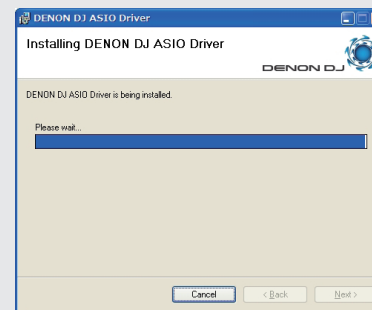 DENON DJ ASIO Driver
Installing DENON DJ ASIO Driver
DENON DJ
DENON DJ ASIO Driver is being installed.
Please wait...
Cancel
< Back
Next >